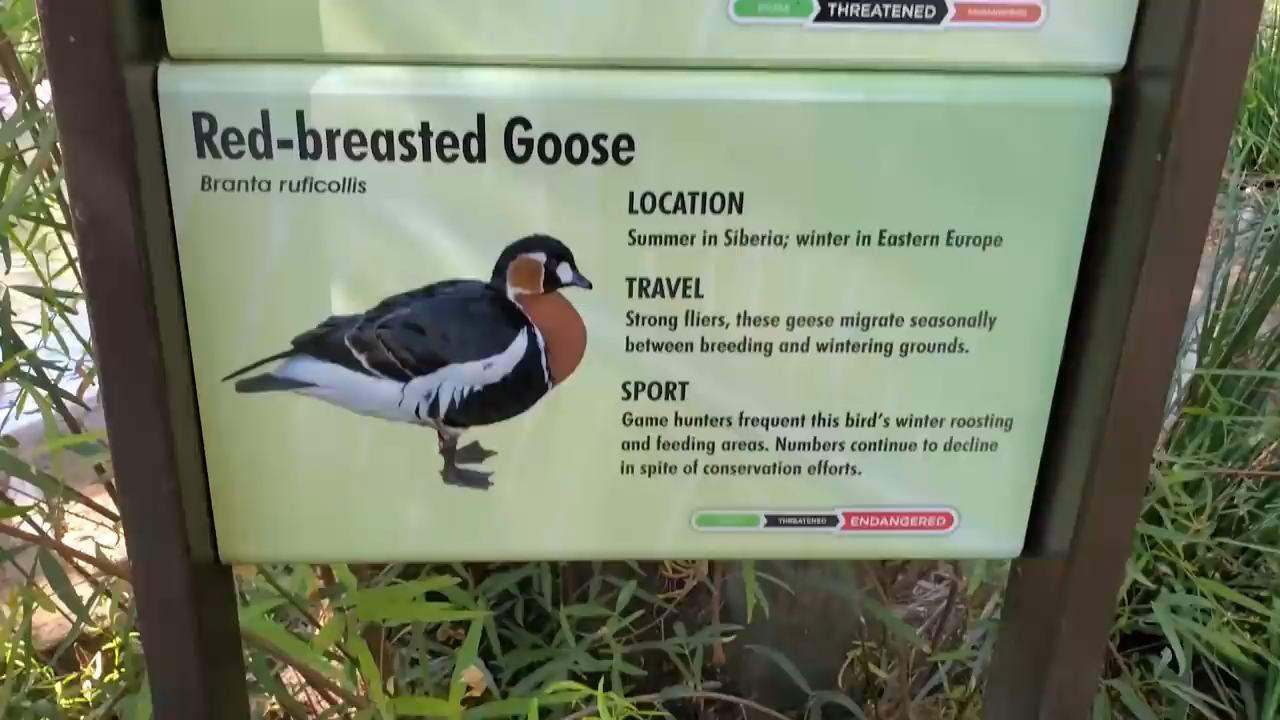 THREATENED
Red-breasted Goose
Branta ruficollis
LOCATION
Summer in Siberia; winter in Eastern Europe
TRAVEL
Strong fliers, these geese migrate seasonally
between breeding and wintering grounds.
SPORT
Game hunters frequent this bird's winter roosting
and feeding areas. Numbers continue to decline
in spite of conservation efforts.
THREATENED ENDANGERED